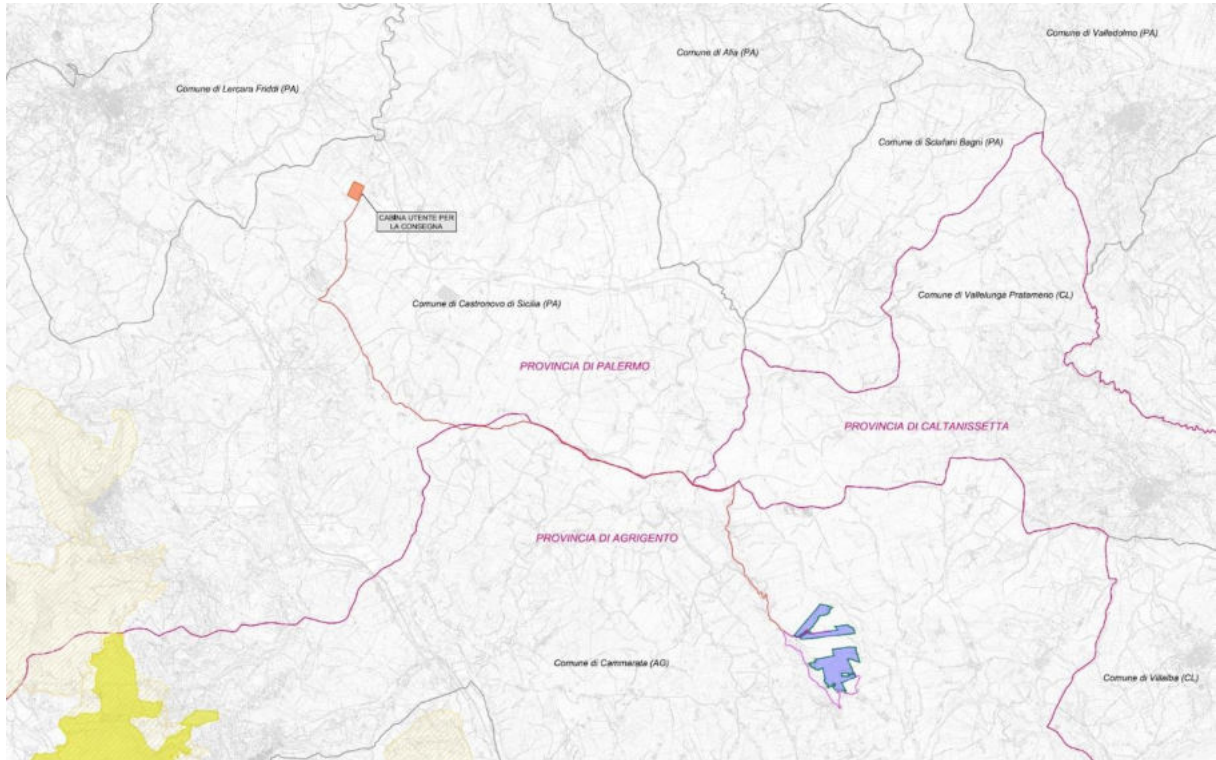 Comune di Valledolmo (PA)
Comune di Alia (PA)
Comune di Lercara Friddi (PA)
Comune di Sclafani Bagni (PA)
CABINA UTENTE PER
LA CONSEGNA
Comune di Vallelunga Pratameno (CL)
Comune di Castronovo di Sicilia (PA)
PROVINCIA DI PALERMO
PROVINCIA DI CALTANISSETTA
PROVINCIA DI AGRIGENTO
Comune di Cammarata (AG)
Comune di Villalba (CL)